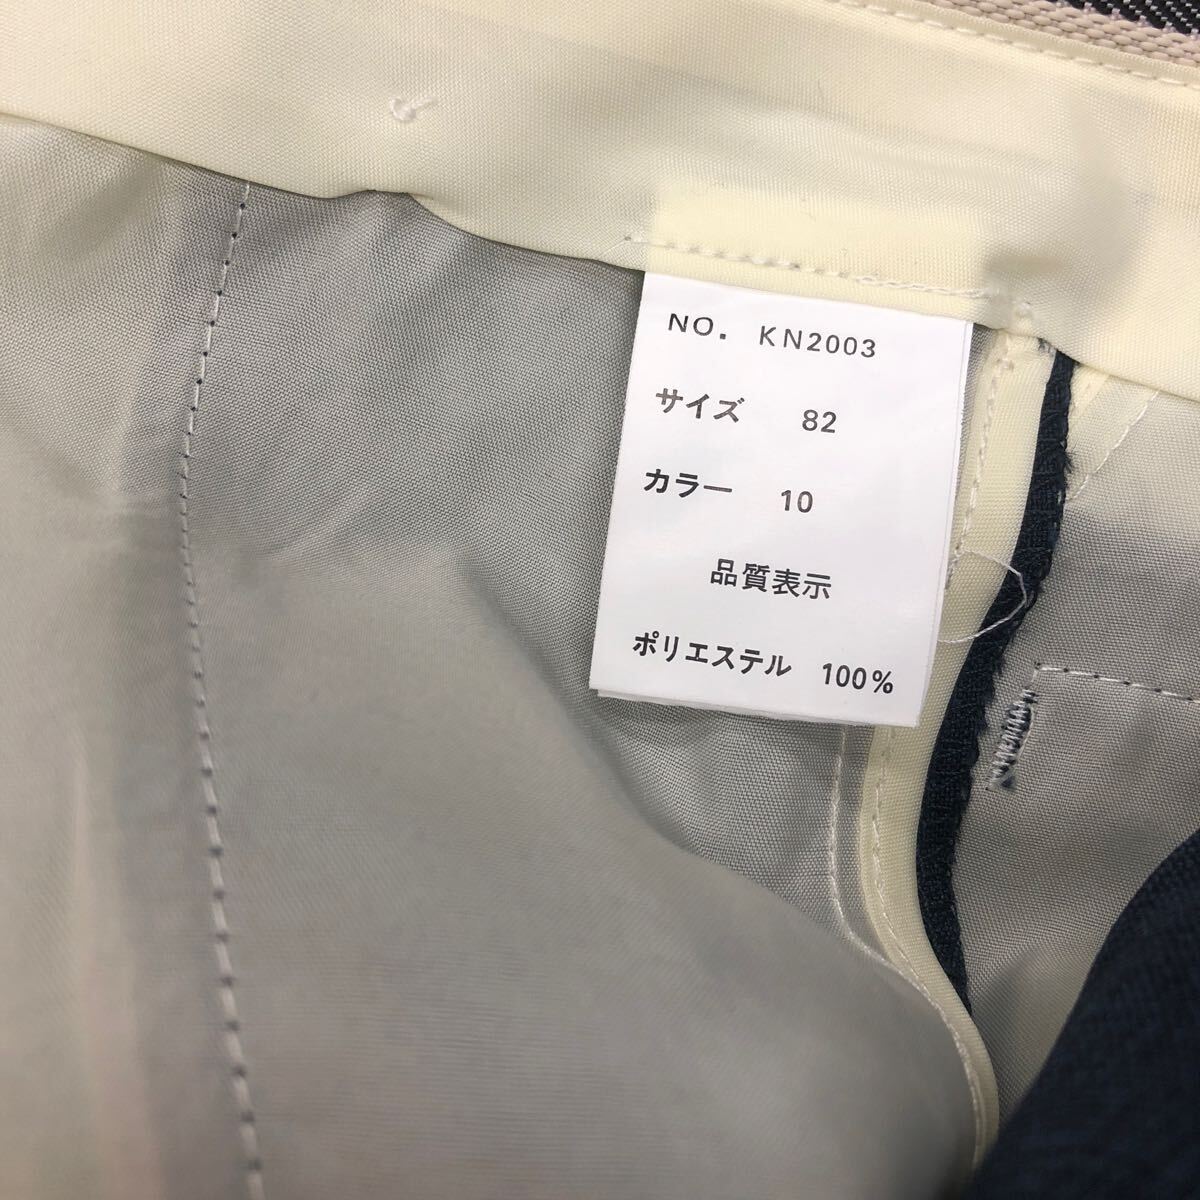 NO. KN2003
サイズ 82
カラー 10
品質表示
ポリエステル 100%